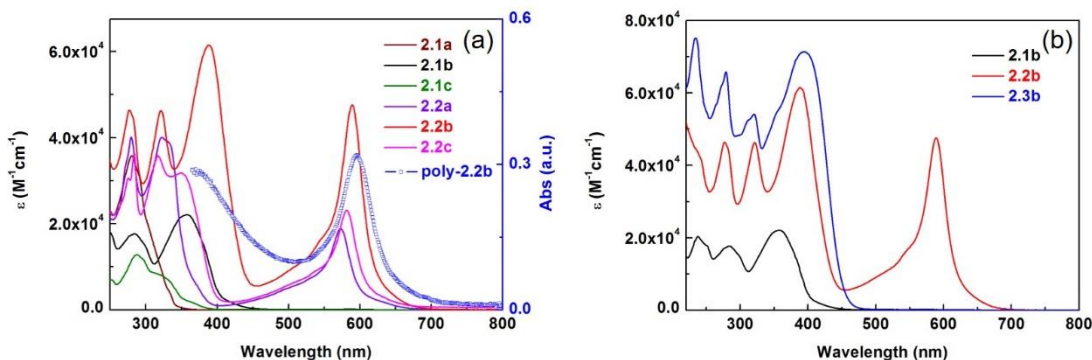 (a)
ε (M⁻¹cm⁻¹)
6.0x10⁴
4.0x10⁴
2.0x10⁴
0.0
2.1a
2.1b
2.1c
2.2a
2.2b
2.2c
poly-2.2b
0.6
0.3
0.0
Abs (a.u.)
300 400 500 600 700 800
Wavelength (nm)
(b)
ε (M⁻¹cm⁻¹)
8.0x10⁴
6.0x10⁴
4.0x10⁴
2.0x10⁴
0.0
2.1b
2.2b
2.3b
300 400 500 600 700 800
Wavelength (nm)